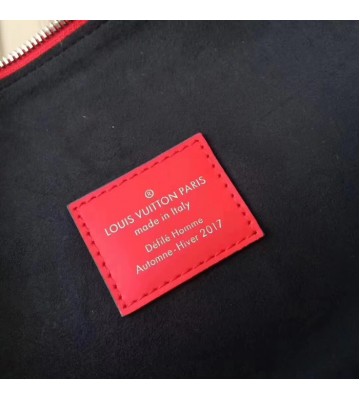 ®
LOUIS VUITTON PARIS
made in Italy
Défilé Homme
Automne-Hiver 2017